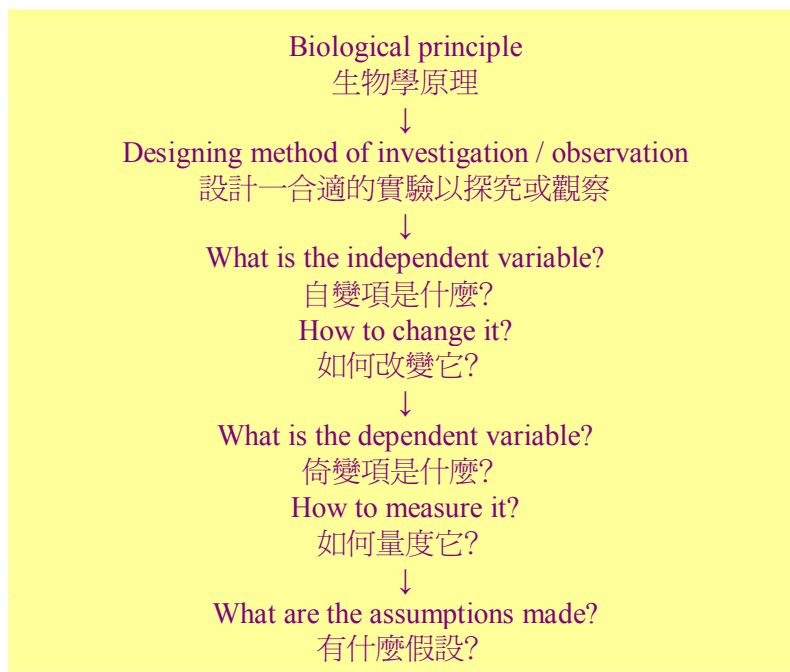 Biological principle
生物學原理
↓
Designing method of investigation / observation
設計一合適的實驗以探究或觀察
↓
What is the independent variable?
自變項是什麼?
How to change it?
如何改變它?
↓
What is the dependent variable?
倚變項是什麼?
How to measure it?
如何量度它?
↓
What are the assumptions made?
有什麼假設?